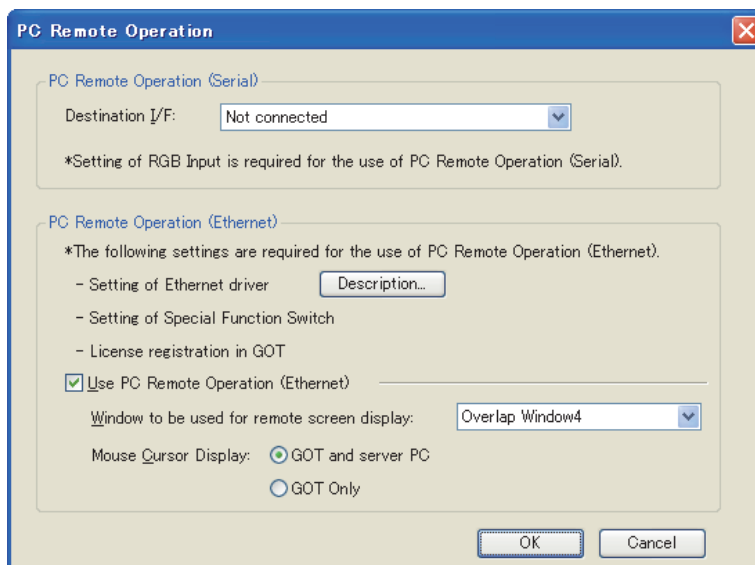 PC Remote Operation
PC Remote Operation (Serial)
Destination I/F: Not connected
*Setting of RGB Input is required for the use of PC Remote Operation (Serial).
PC Remote Operation (Ethernet)
*The following settings are required for the use of PC Remote Operation (Ethernet).
- Setting of Ethernet driver Description...
- Setting of Special Function Switch
- License registration in GOT
Use PC Remote Operation (Ethernet)
Window to be used for remote screen display: Overlap Window4
Mouse Cursor Display: GOT and server PC
GOT Only
OK Cancel